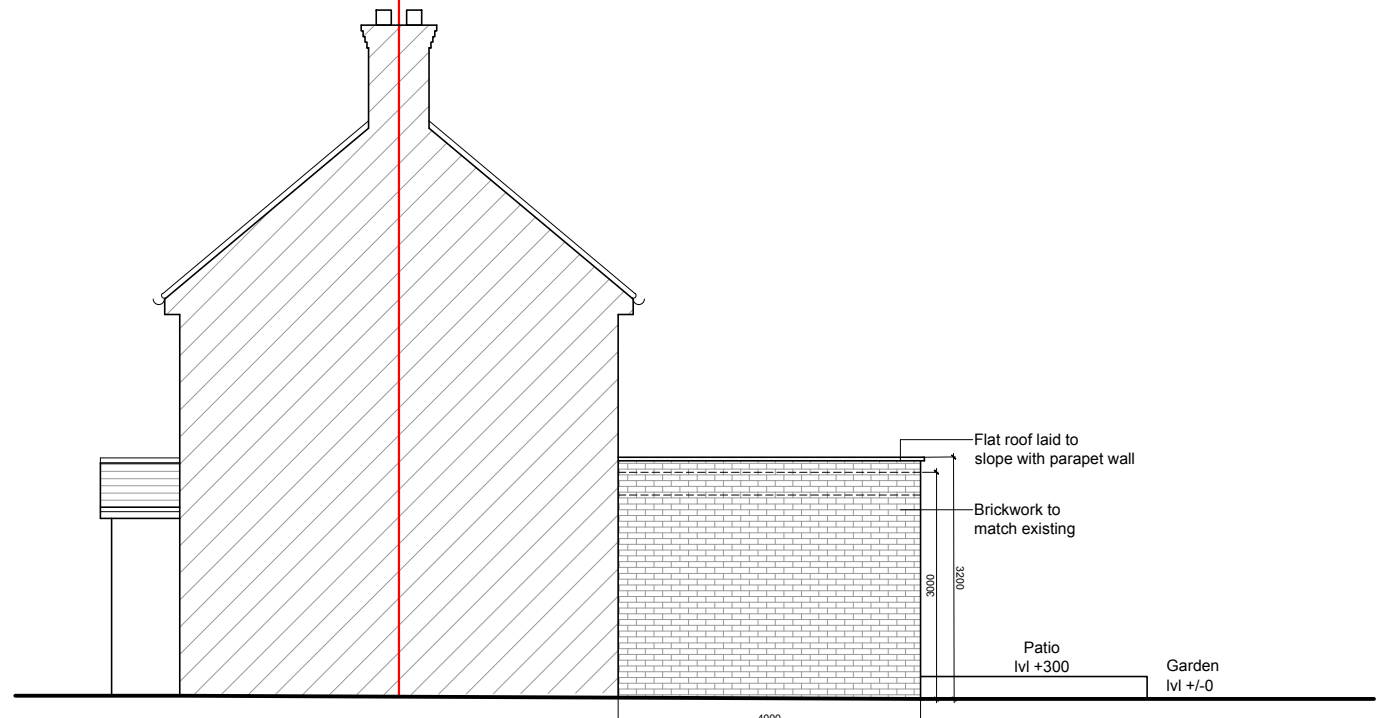 Flat roof laid to
slope with parapet wall
Brickwork to
match existing
3200
3000
Patio
lvl +300
Garden
lvl +/-0
4000